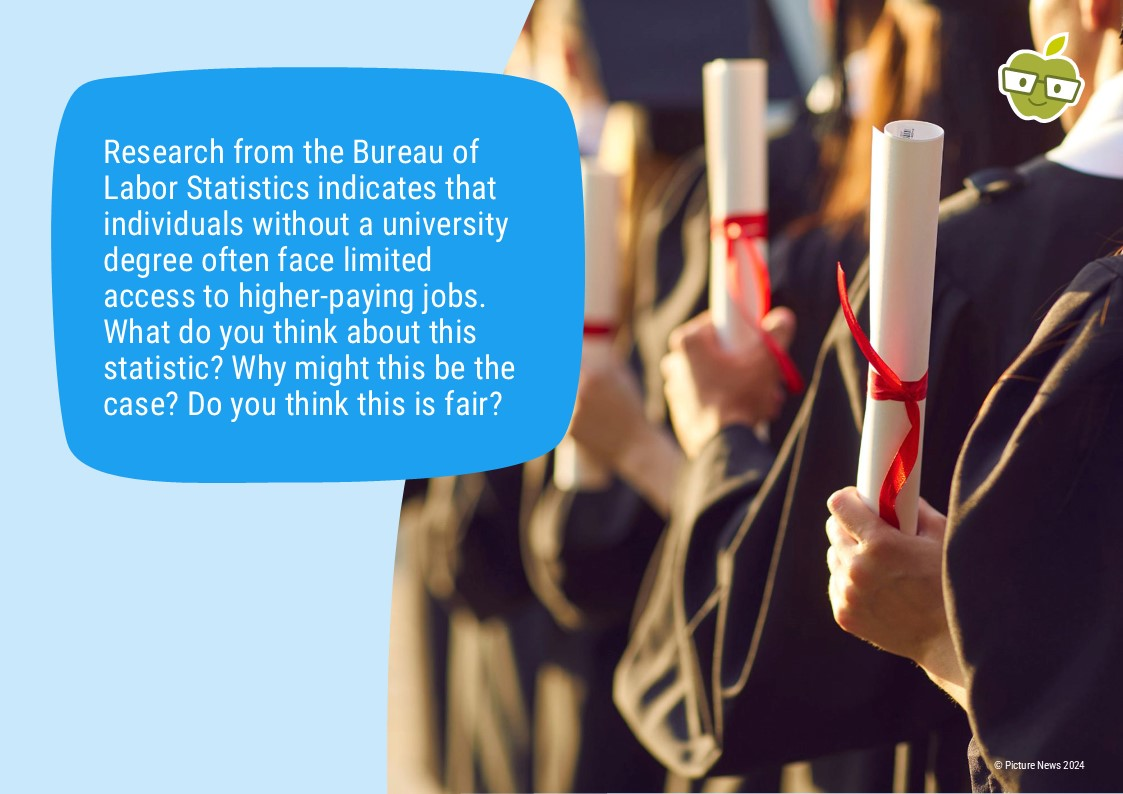 Research from the Bureau of
Labor Statistics indicates that
individuals without a university
degree often face limited
access to higher-paying jobs.
What do you think about this
statistic? Why might this be the
case? Do you think this is fair?
© Picture News 2024